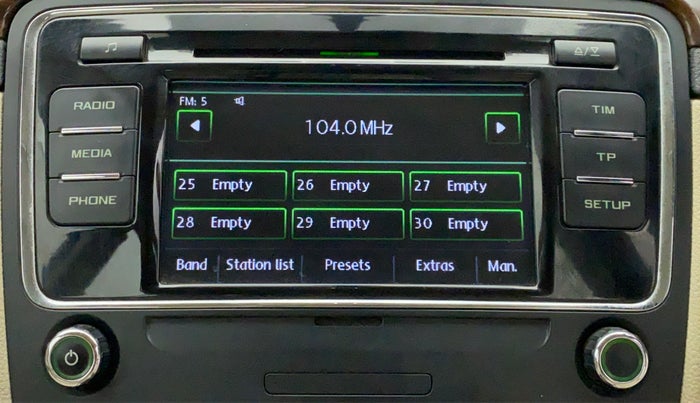 RADIO
MEDIA
PHONE
FM: 5
104.0 MHz
25 Empty 26 Empty 27 Empty
28 Empty 29 Empty 30 Empty
Band Station list Presets Extras Man.
TIM
TP
SETUP